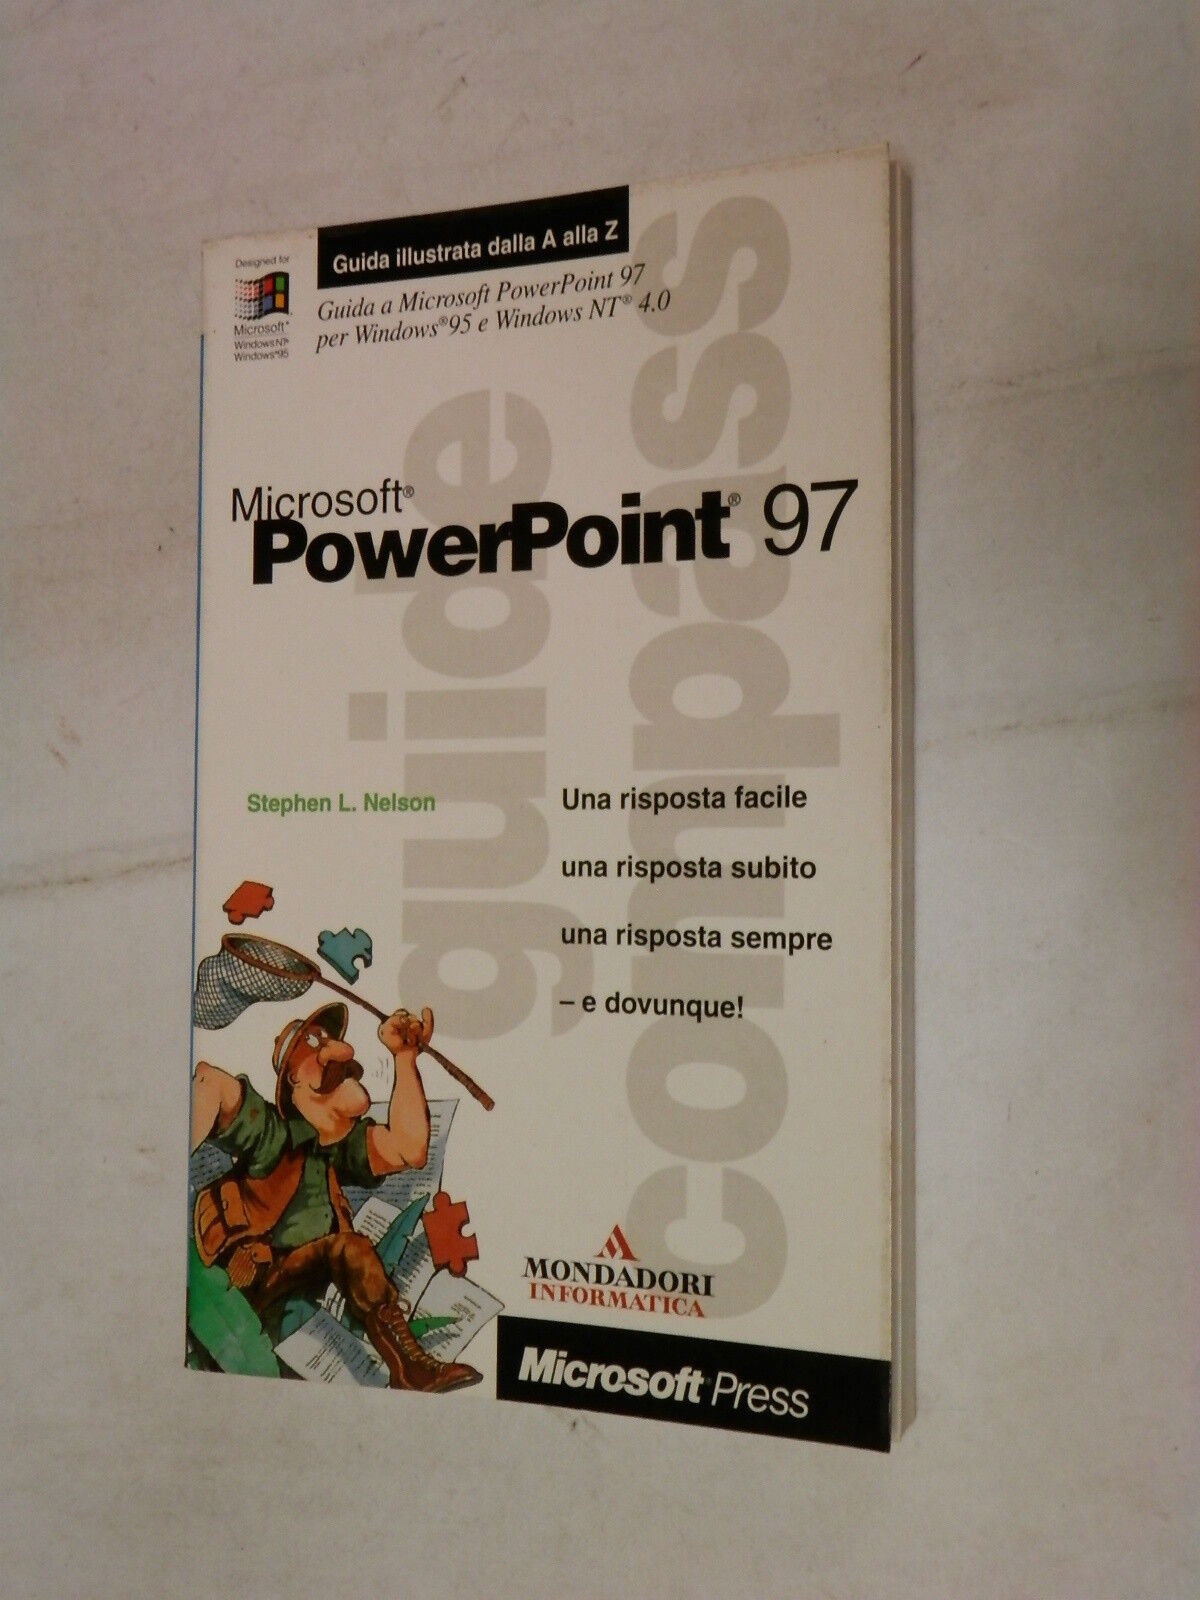 Guida illustrata dalla A alla Z
Designed for
Microsoft®
Windows NT®
Windows®95
Guida a Microsoft PowerPoint 97
per Windows®95 e Windows NT® 4.0
guide
compass
Microsoft®
PowerPoint® 97
Stephen L. Nelson
Una risposta facile
una risposta subito
una risposta sempre
– e dovunque!
MONDADORI
INFORMATICA
Microsoft Press